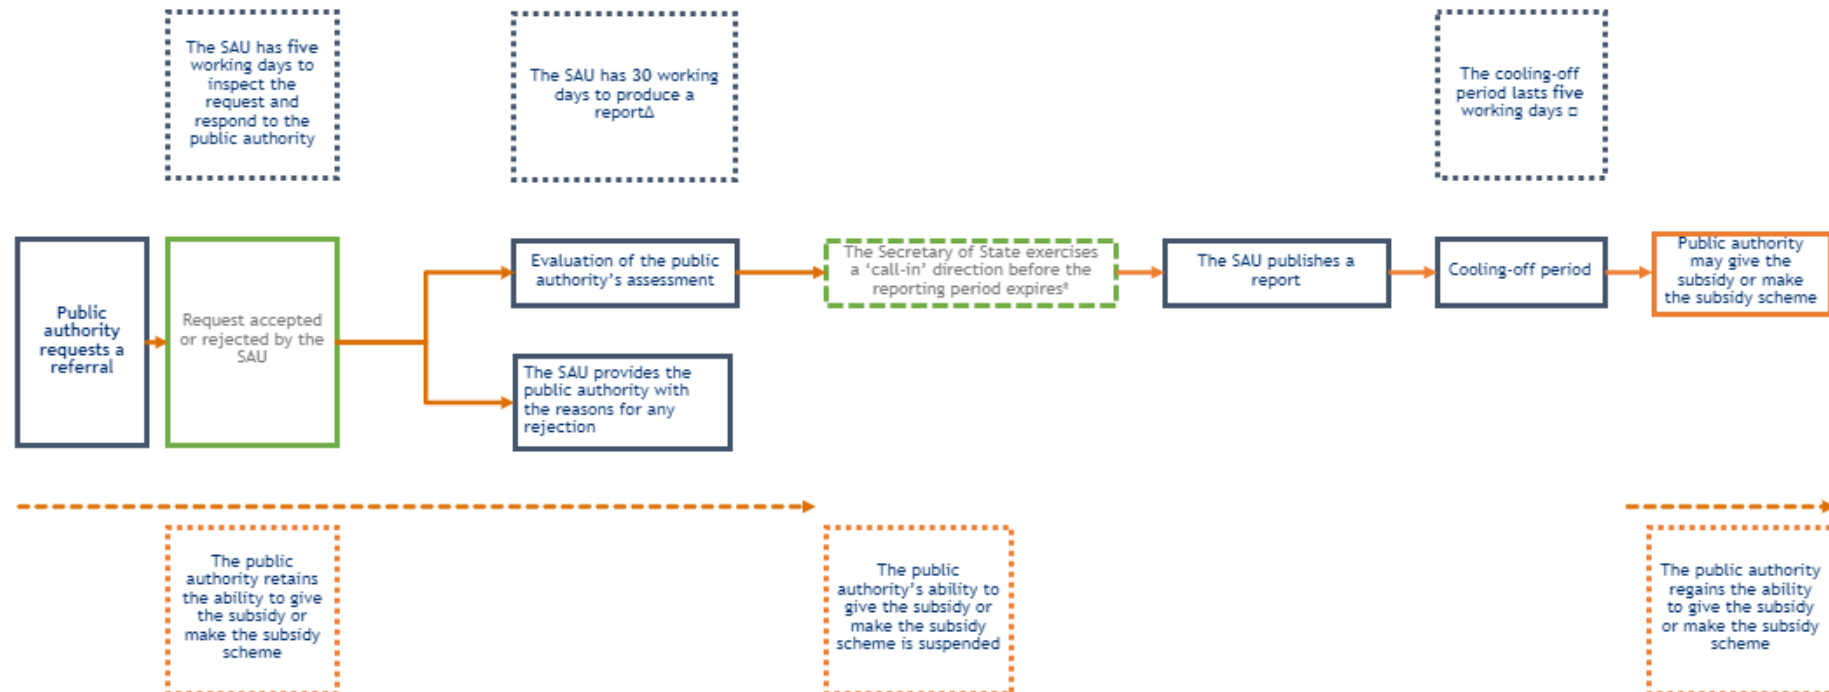 The SAU has five
working days to
inspect the
request and
respond to the
public authority
The SAU has 30 working
days to produce a
reportΔ
The cooling-off
period lasts five
working days □
Public
authority
requests a
referral
Request accepted
or rejected by the
SAU
Evaluation of the public
authority's assessment
The SAU provides the
public authority with
the reasons for any
rejection
The Secretary of State exercises
a ‘call-in’ direction before the
reporting period expires*
The SAU publishes a
report
Cooling-off period
Public authority
may give the
subsidy or make
the subsidy scheme
The public
authority retains
the ability to give
the subsidy or
make the subsidy
scheme
The public
authority's ability to
give the subsidy or
make the subsidy
scheme is suspended
The public authority
regains the ability
to give the subsidy
or make the subsidy
scheme